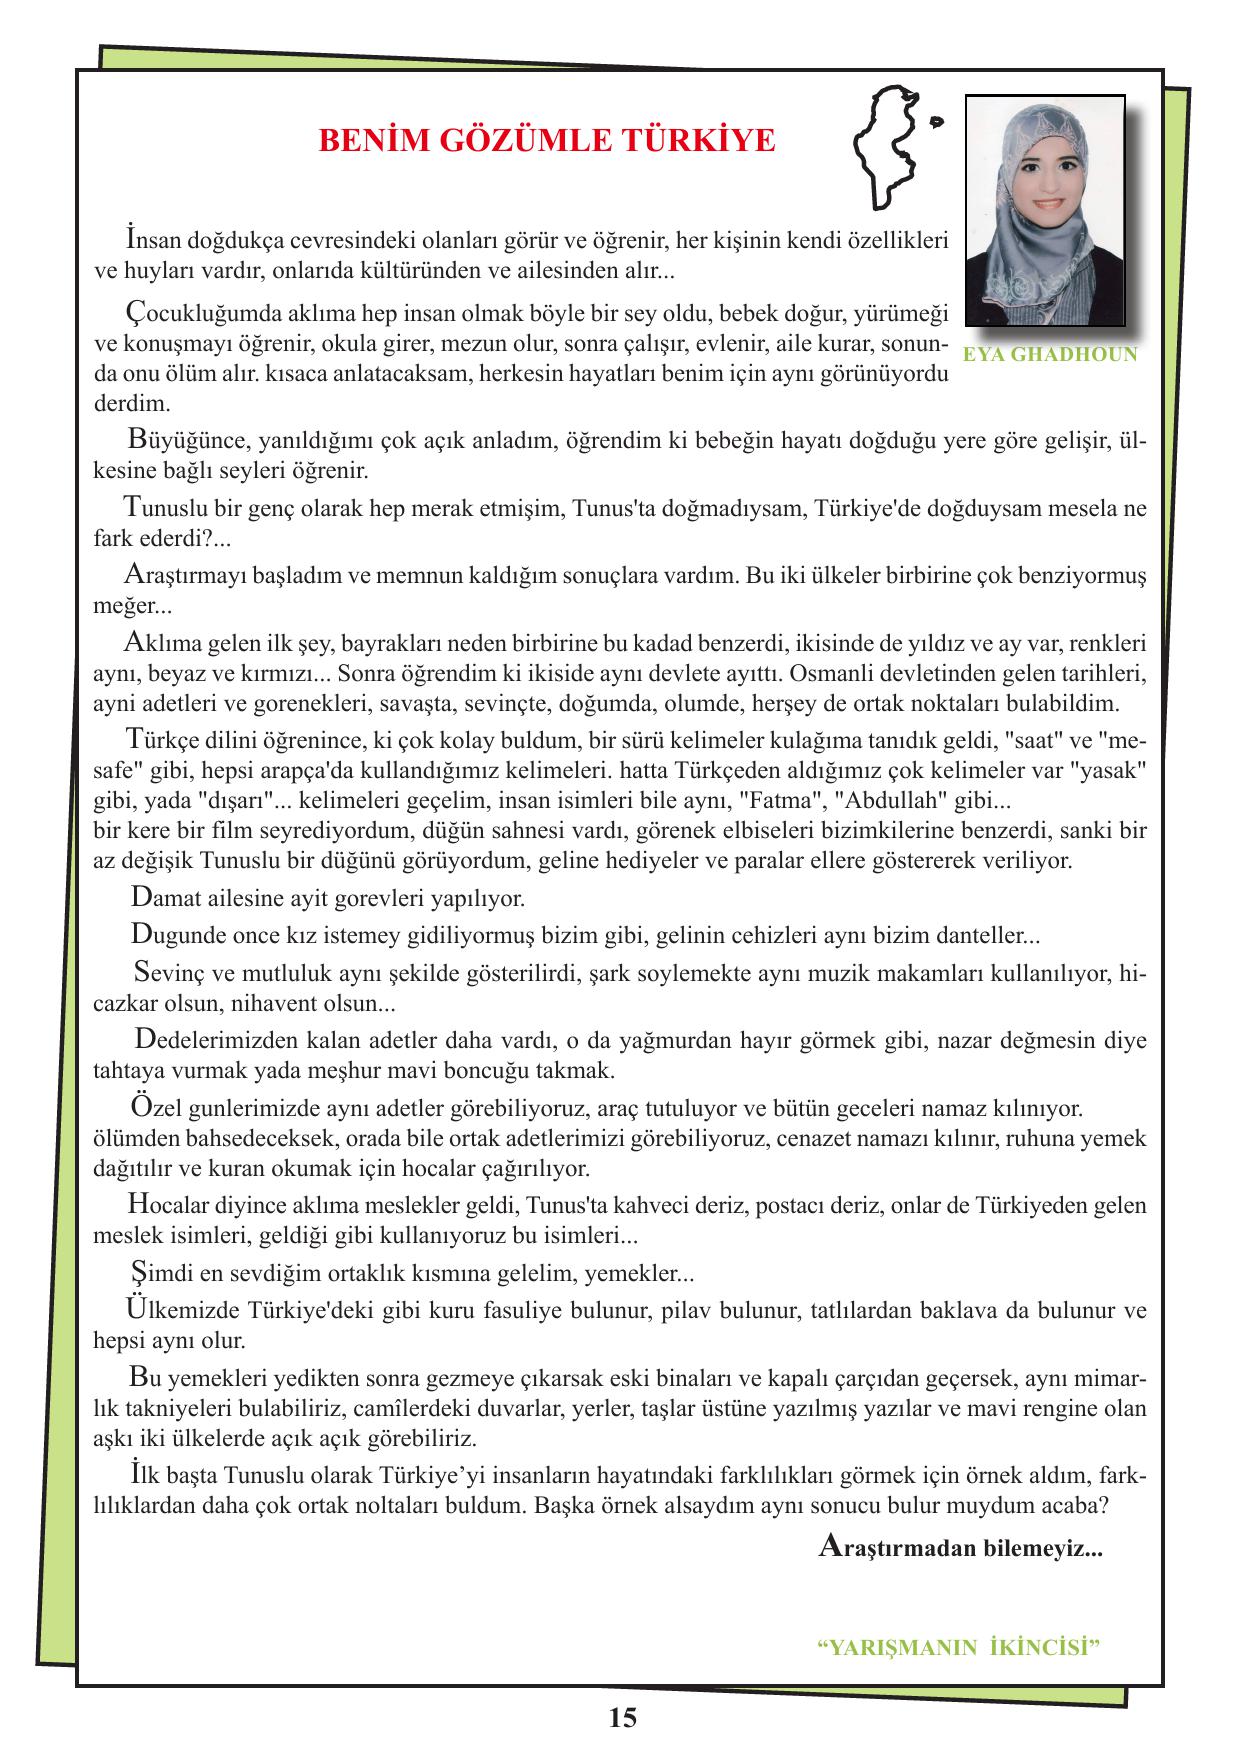 BENİM GÖZÜMLE TÜRKİYE
İnsan doğdukça cevresindeki olanları görür ve öğrenir, her kişinin kendi özellikleri
ve huyları vardır, onlarıda kültüründen ve ailesinden alır...
Çocukluğumda aklıma hep insan olmak böyle bir sey oldu, bebek doğur, yürümeği
ve konuşmayı öğrenir, okula girer, mezun olur, sonra çalışır, evlenir, aile kurar, sonun-
da onu ölüm alır. kısaca anlatacaksam, herkesin hayatları benim için aynı görünüyordu
derdim.
EYA GHADHOUN
Büyüğünce, yanıldığımı çok açık anladım, öğrendim ki bebeğin hayatı doğduğu yere göre gelişir, ül-
kesine bağlı seyleri öğrenir.
Tunuslu bir genç olarak hep merak etmişim, Tunus'ta doğmadıysam, Türkiye'de doğduysam mesela ne
fark ederdi?...
Araştırmayı başladım ve memnun kaldığım sonuçlara vardım. Bu iki ülkeler birbirine çok benziyormuş
meğer...
Aklıma gelen ilk şey, bayrakları neden birbirine bu kadad benzerdi, ikisinde de yıldız ve ay var, renkleri
aynı, beyaz ve kırmızı... Sonra öğrendim ki ikiside aynı devlete ayıttı. Osmanli devletinden gelen tarihleri,
ayni adetleri ve gorenekleri, savaşta, sevinçte, doğumda, olumde, herşey de ortak noktaları bulabildim.
Türkçe dilini öğrenince, ki çok kolay buldum, bir sürü kelimeler kulağıma tanıdık geldi, "saat" ve "me-
safe" gibi, hepsi arapça'da kullandığımız kelimeleri. hatta Türkçeden aldığımız çok kelimeler var "yasak"
gibi, yada "dışarı"... kelimeleri geçelim, insan isimleri bile aynı, "Fatma", "Abdullah" gibi...
bir kere bir film seyrediyordum, düğün sahnesi vardı, görenek elbiseleri bizimkilerine benzerdi, sanki bir
az değişik Tunuslu bir düğünü görüyordum, geline hediyeler ve paralar ellere göstererek veriliyor.
Damat ailesine ayit gorevleri yapılıyor.
Dugunde once kız istemey gidiliyormuş bizim gibi, gelinin cehizleri aynı bizim danteller...
Sevinç ve mutluluk aynı şekilde gösterilirdi, şark soylemekte aynı muzik makamları kullanılıyor, hi-
cazkar olsun, nihavent olsun...
Dedelerimizden kalan adetler daha vardı, o da yağmurdan hayır görmek gibi, nazar değmesin diye
tahtaya vurmak yada meşhur mavi boncuğu takmak.
Özel gunlerimizde aynı adetler görebiliyoruz, araç tutuluyor ve bütün geceleri namaz kılınıyor.
ölümden bahsedeceksek, orada bile ortak adetlerimizi görebiliyoruz, cenazet namazı kılınır, ruhuna yemek
dağıtılır ve kuran okumak için hocalar çağırılıyor.
Hocalar diyince aklıma meslekler geldi, Tunus'ta kahveci deriz, postacı deriz, onlar de Türkiyeden gelen
meslek isimleri, geldiği gibi kullanıyoruz bu isimleri...
Şimdi en sevdiğim ortaklık kısmına gelelim, yemekler...
Ülkemizde Türkiye'deki gibi kuru fasuliye bulunur, pilav bulunur, tatlılardan baklava da bulunur ve
hepsi aynı olur.
Bu yemekleri yedikten sonra gezmeye çıkarsak eski binaları ve kapalı çarçıdan geçersek, aynı mimar-
lık takniyeleri bulabiliriz, camîlerdeki duvarlar, yerler, taşlar üstüne yazılmış yazılar ve mavi rengine olan
aşkı iki ülkelerde açık açık görebiliriz.
İlk başta Tunuslu olarak Türkiye’yi insanların hayatındaki farklılıkları görmek için örnek aldım, fark-
lılıklardan daha çok ortak noltaları buldum. Başka örnek alsaydım aynı sonucu bulur muydum acaba?
Araştırmadan bilemeyiz...
“YARIŞMANIN İKİNCİSİ”
15